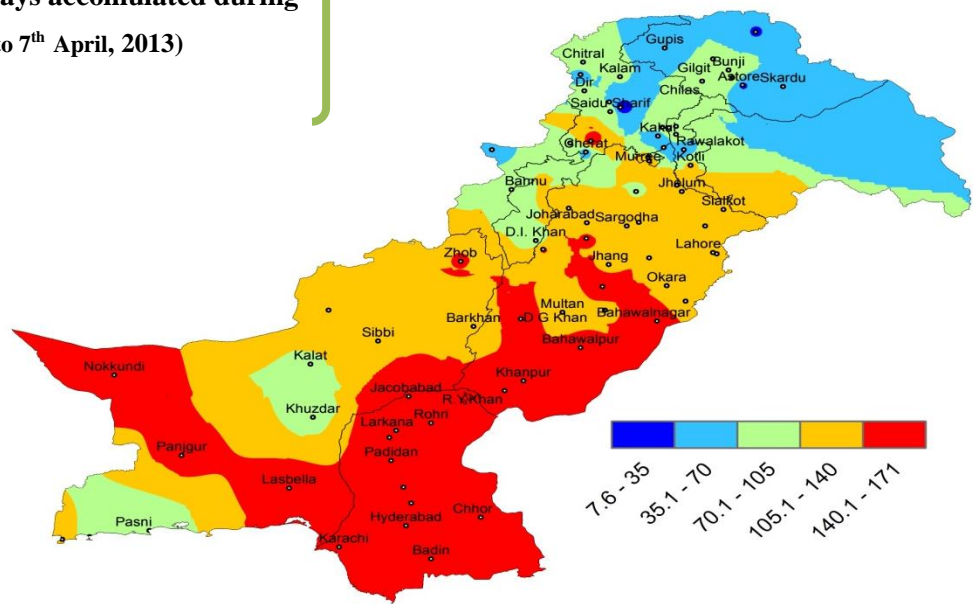 ays accumulated during
to 7th April, 2013)
Gupis
Chitral
Kalam
Gilgit
Bunji
Astore
Skardu
Dir
Chilas
Saidu Sharif
Kakul
Cherat
Rawalakot
Murree
Kotli
Bannu
Jhelum
Sialkot
Joharabad
Sargodha
D.I. Khan
Lahore
Zhob
Jhang
Okara
Multan
D G Khan
Bahawalnagar
Barkhan
Sibbi
Bahawalpur
Kalat
Nokkundi
Khanpur
Jacobabad
R.Y.Khan
Khuzdar
Rohri
Larkana
Panjgur
Padidan
Lasbella
Pasni
Hyderabad
Chhor
Karachi
Badin
7.6 - 35
35.1 - 70
70.1 - 105
105.1 - 140
140.1 - 171